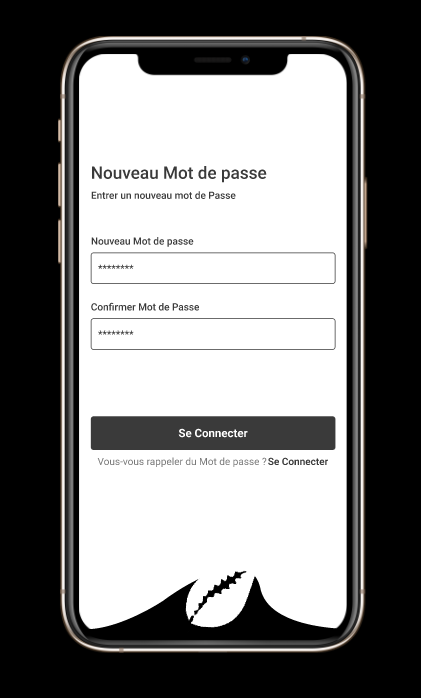 Nouveau Mot de passe
Entrer un nouveau mot de Passe
Nouveau Mot de passe
********
Confirmer Mot de Passe
********
Se Connecter
Vous-vous rappeler du Mot de passe ? Se Connecter